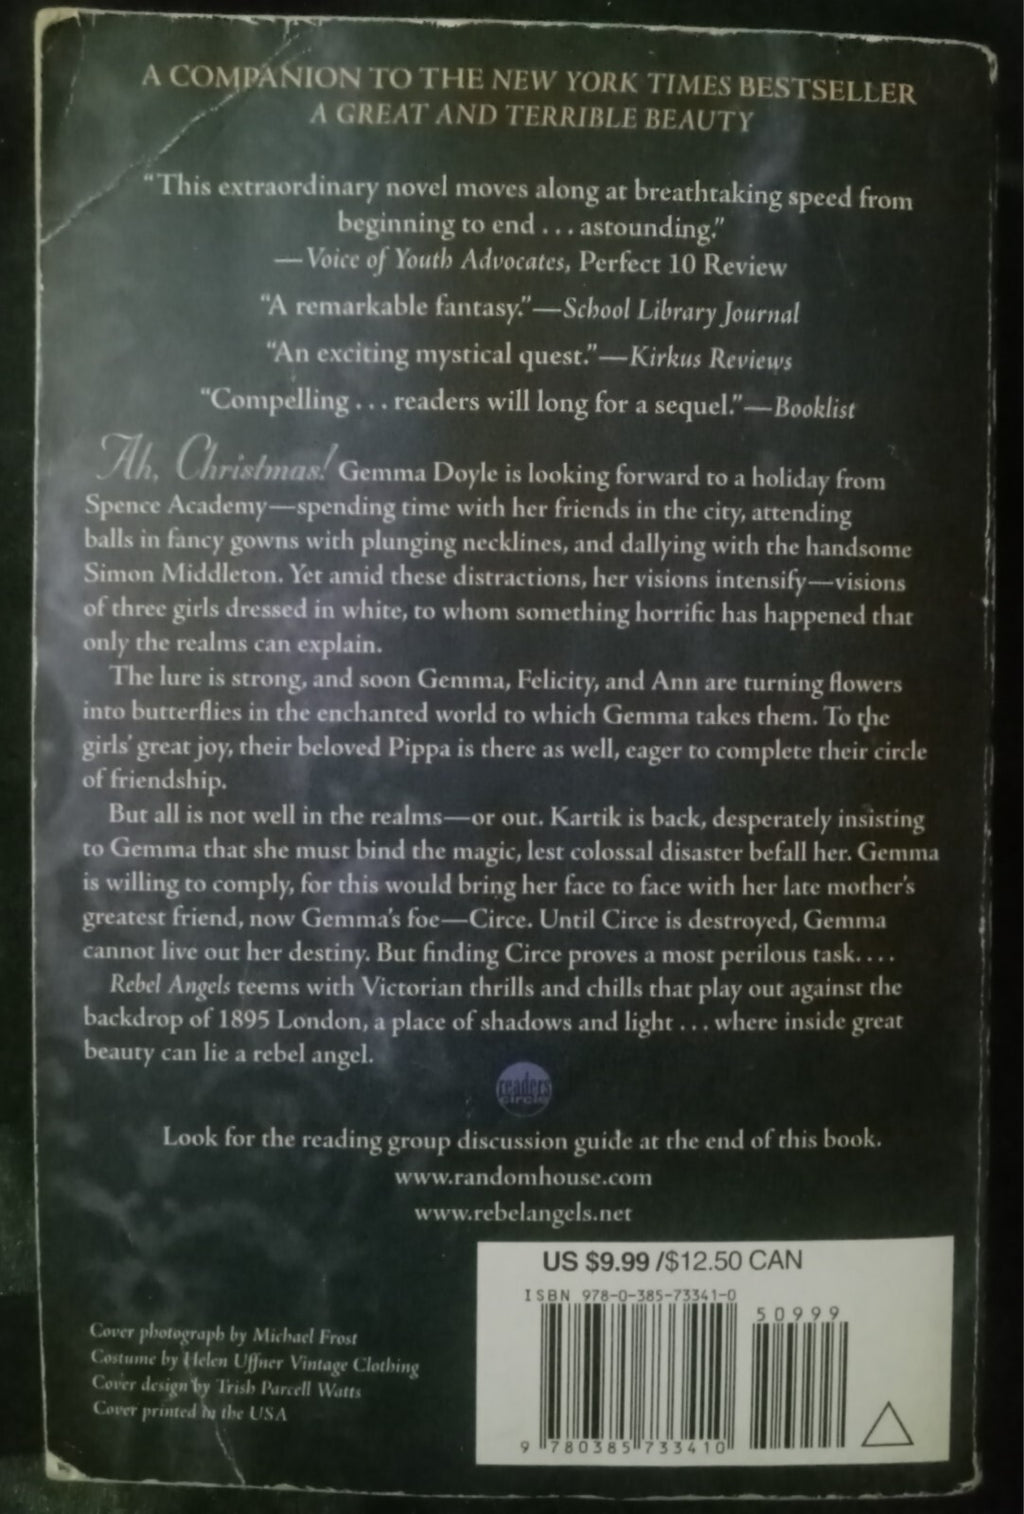 A COMPANION TO THE NEW YORK TIMES BESTSELLER
A GREAT AND TERRIBLE BEAUTY
“This extraordinary novel moves along at breathtaking speed from
beginning to end . . . astounding.”
—Voice of Youth Advocates, Perfect 10 Review
“A remarkable fantasy.”—School Library Journal
“An exciting mystical quest.”—Kirkus Reviews
“Compelling . . . readers will long for a sequel.”—Booklist
Ah, Christmas! Gemma Doyle is looking forward to a holiday from
Spence Academy—spending time with her friends in the city, attending
balls in fancy gowns with plunging necklines, and dallying with the handsome
Simon Middleton. Yet amid these distractions, her visions intensify—visions
of three girls dressed in white, to whom something horrific has happened that
only the realms can explain.
The lure is strong, and soon Gemma, Felicity, and Ann are turning flowers
into butterflies in the enchanted world to which Gemma takes them. To the
girls’ great joy, their beloved Pippa is there as well, eager to complete their circle
of friendship.
But all is not well in the realms—or out. Kartik is back, desperately insisting
to Gemma that she must bind the magic, lest colossal disaster befall her. Gemma
is willing to comply, for this would bring her face to face with her late mother’s
greatest friend, now Gemma’s foe—Circe. Until Circe is destroyed, Gemma
cannot live out her destiny. But finding Circe proves a most perilous task. . . .
Rebel Angels teems with Victorian thrills and chills that play out against the
backdrop of 1895 London, a place of shadows and light . . . where inside great
beauty can lie a rebel angel.
readers
circle
Look for the reading group discussion guide at the end of this book.
www.randomhouse.com
www.rebelangels.net
US $9.99 /$12.50 CAN
ISBN 978-0-385-73341-0
50999
9 780385 733410
Cover photograph by Michael Frost
Costume by Helen Uffner Vintage Clothing
Cover design by Trish Parcell Watts
Cover printed in the USA